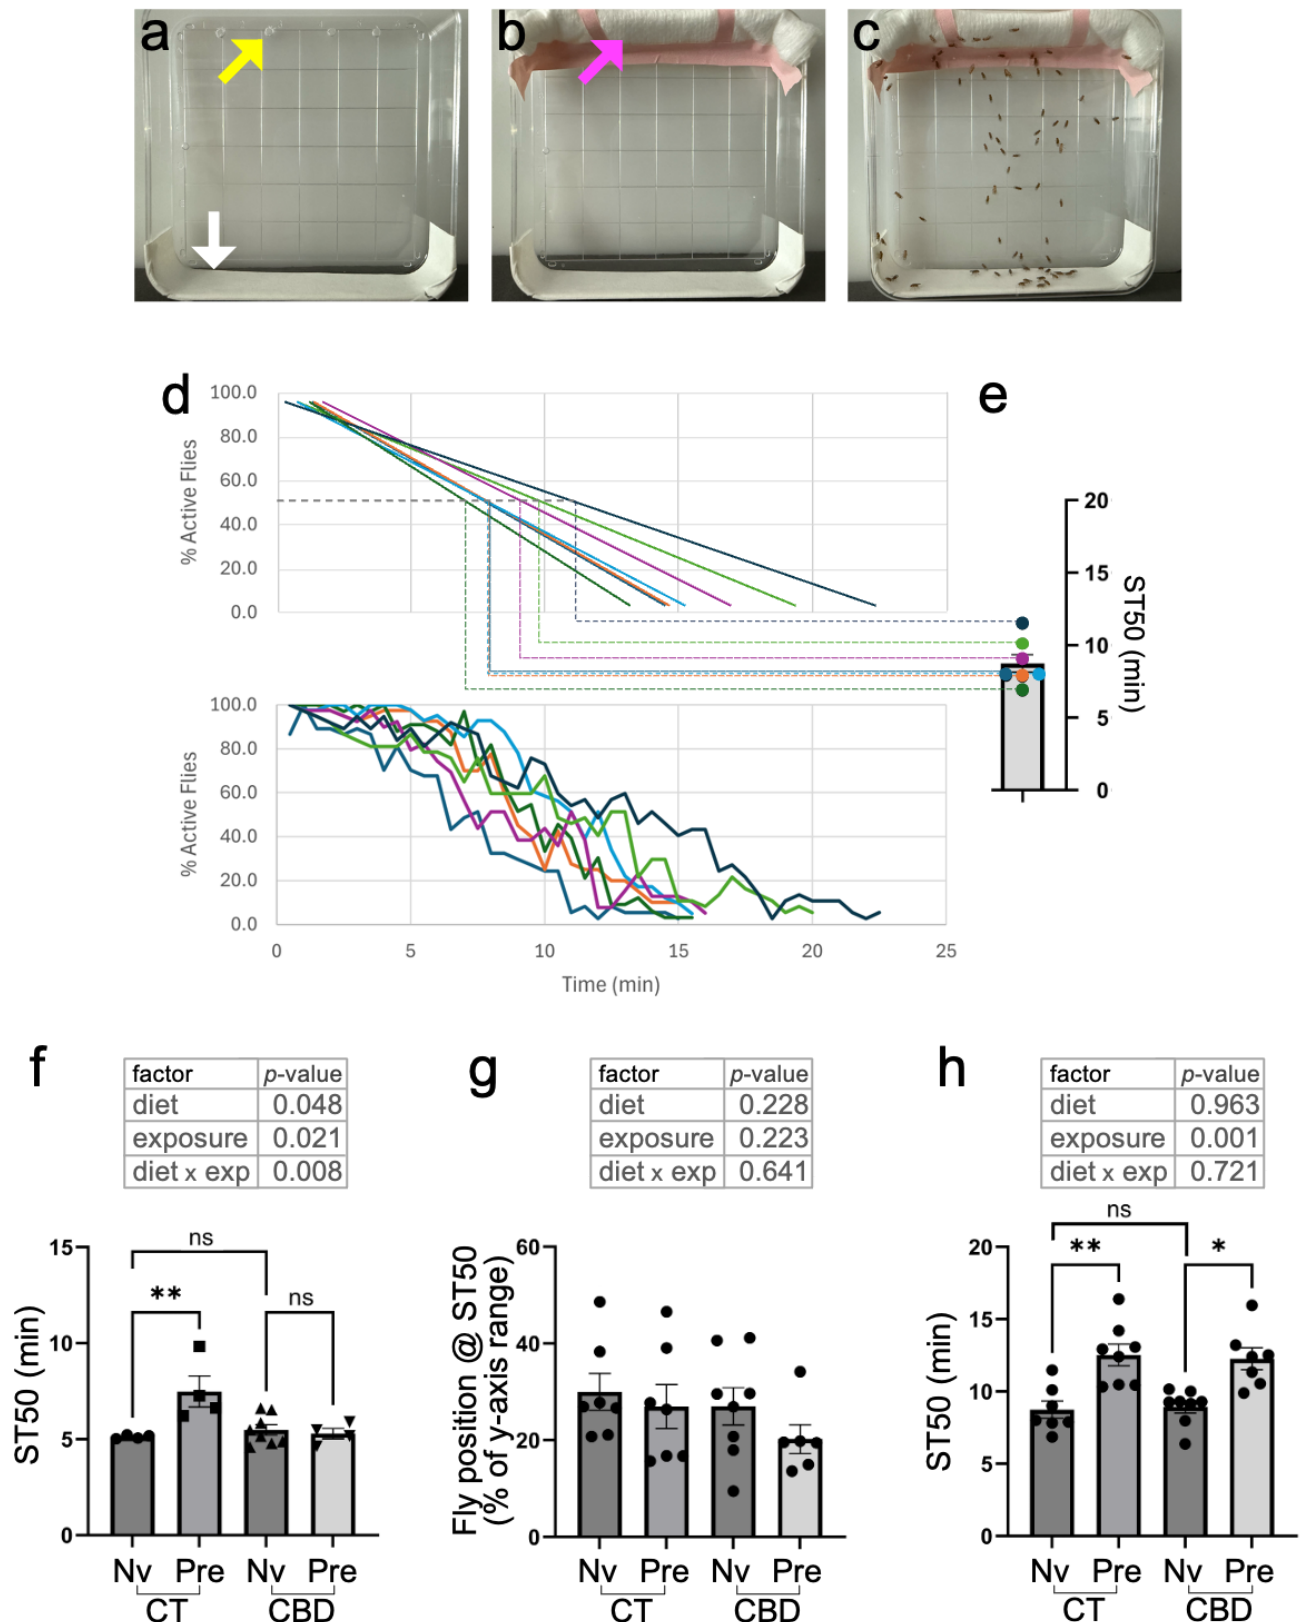 a
b
c
d
e
100.0
80.0
60.0
40.0
20.0
0.0
% Active Flies
20
15
10
5
0
ST50 (min)
100.0
80.0
60.0
40.0
20.0
0.0
% Active Flies
0 5 10 15 20 25
Time (min)
f
factor p-value
diet 0.048
exposure 0.021
diet x exp 0.008
ns
** ns
15
10
5
0
ST50 (min)
Nv Pre Nv Pre
CT CBD
g
factor p-value
diet 0.228
exposure 0.223
diet x exp 0.641
60
40
20
0
Fly position @ ST50
(% of y-axis range)
Nv Pre Nv Pre
CT CBD
h
factor p-value
diet 0.963
exposure 0.001
diet x exp 0.721
ns
** *
20
15
10
5
0
ST50 (min)
Nv Pre Nv Pre
CT CBD